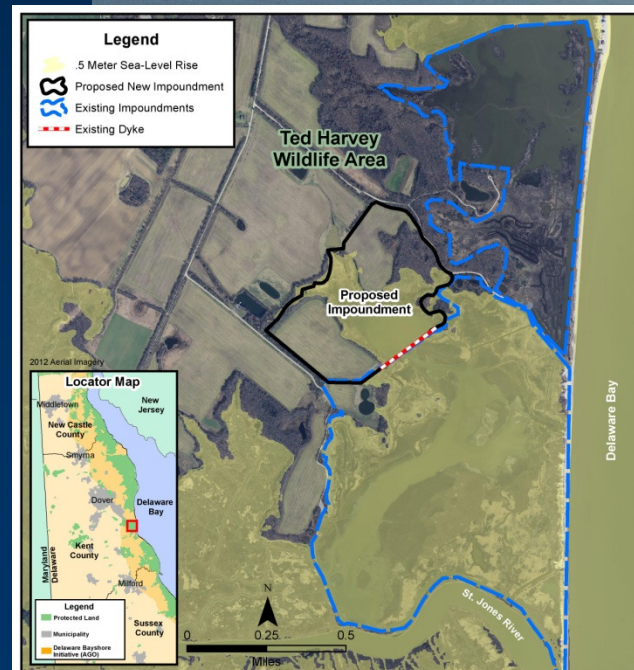 Legend
.5 Meter Sea-Level Rise
Proposed New Impoundment
Existing Impoundments
Existing Dyke
Ted Harvey
Wildlife Area
Proposed
Impoundment
Delaware Bay
2012 Aerial Imagery
Locator Map
New
Jersey
Middletown
New Castle
County
Smyrna
Dover
Delaware
Bay
Kent
County
Maryland
Delaware
Milford
Sussex
County
Legend
Protected Land
Municipality
Delaware Bayshore
Initiative (AGO)
St. Jones River
N
0 0.25 0.5
Miles